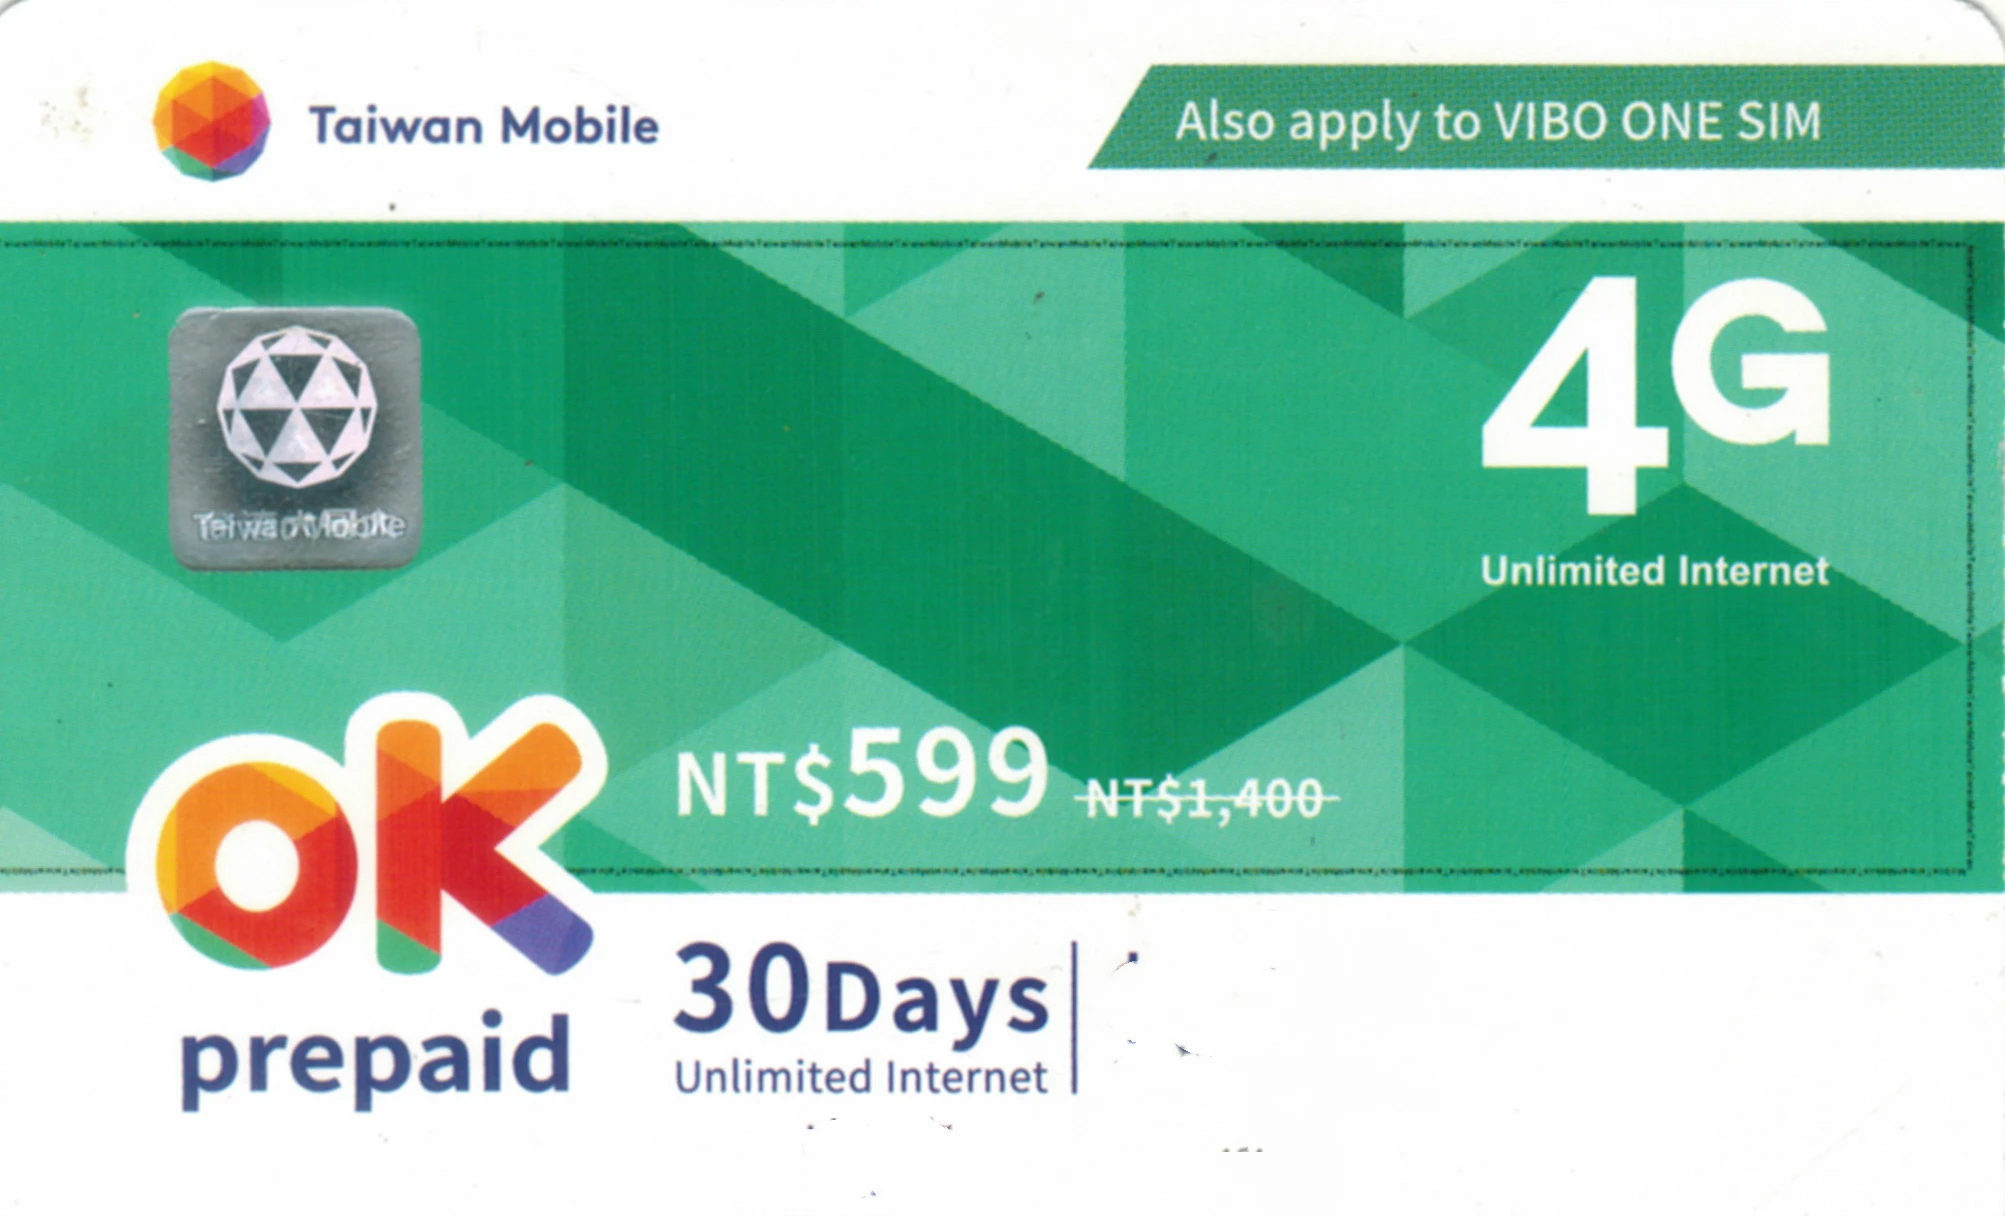 Taiwan Mobile
Also apply to VIBO ONE SIM
4G
Unlimited Internet
Taiwan Mobile
NT$599 NT$1,400
OK
prepaid
30Days
Unlimited Internet